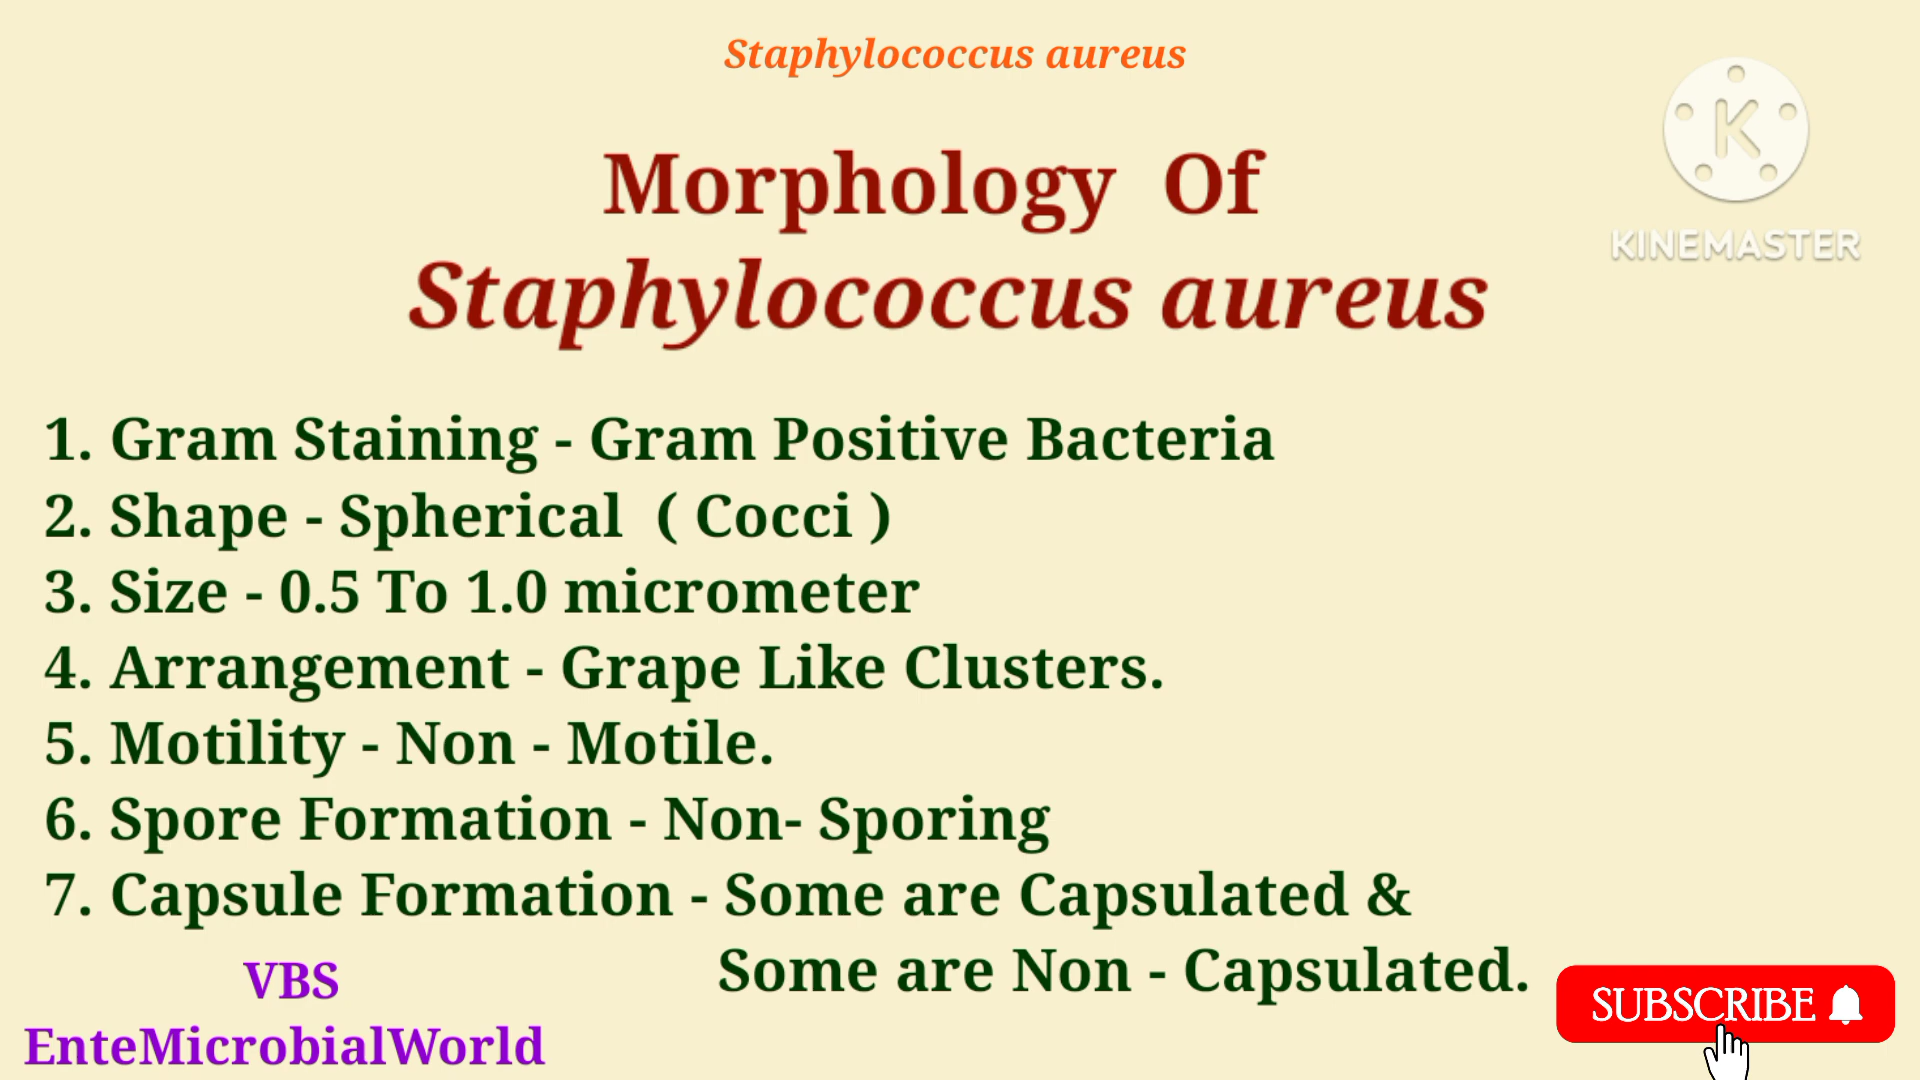 Staphylococcus aureus
Morphology Of
Staphylococcus aureus
K
KINEMASTER
1. Gram Staining - Gram Positive Bacteria
2. Shape - Spherical ( Cocci )
3. Size - 0.5 To 1.0 micrometer
4. Arrangement - Grape Like Clusters.
5. Motility - Non - Motile.
6. Spore Formation - Non- Sporing
7. Capsule Formation - Some are Capsulated &
Some are Non - Capsulated.
VBS
EnteMicrobialWorld
SUBSCRIBE